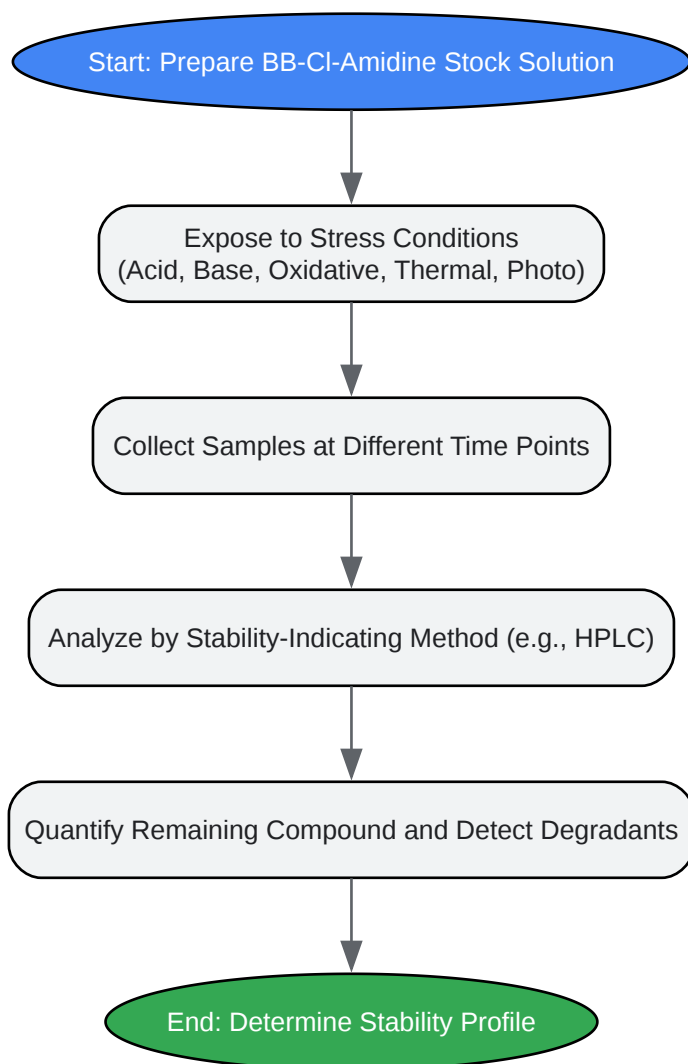 Start: Prepare BB-Cl-Amidine Stock Solution
Expose to Stress Conditions
(Acid, Base, Oxidative, Thermal, Photo)
Collect Samples at Different Time Points
Analyze by Stability-Indicating Method (e.g., HPLC)
Quantify Remaining Compound and Detect Degradants
End: Determine Stability Profile